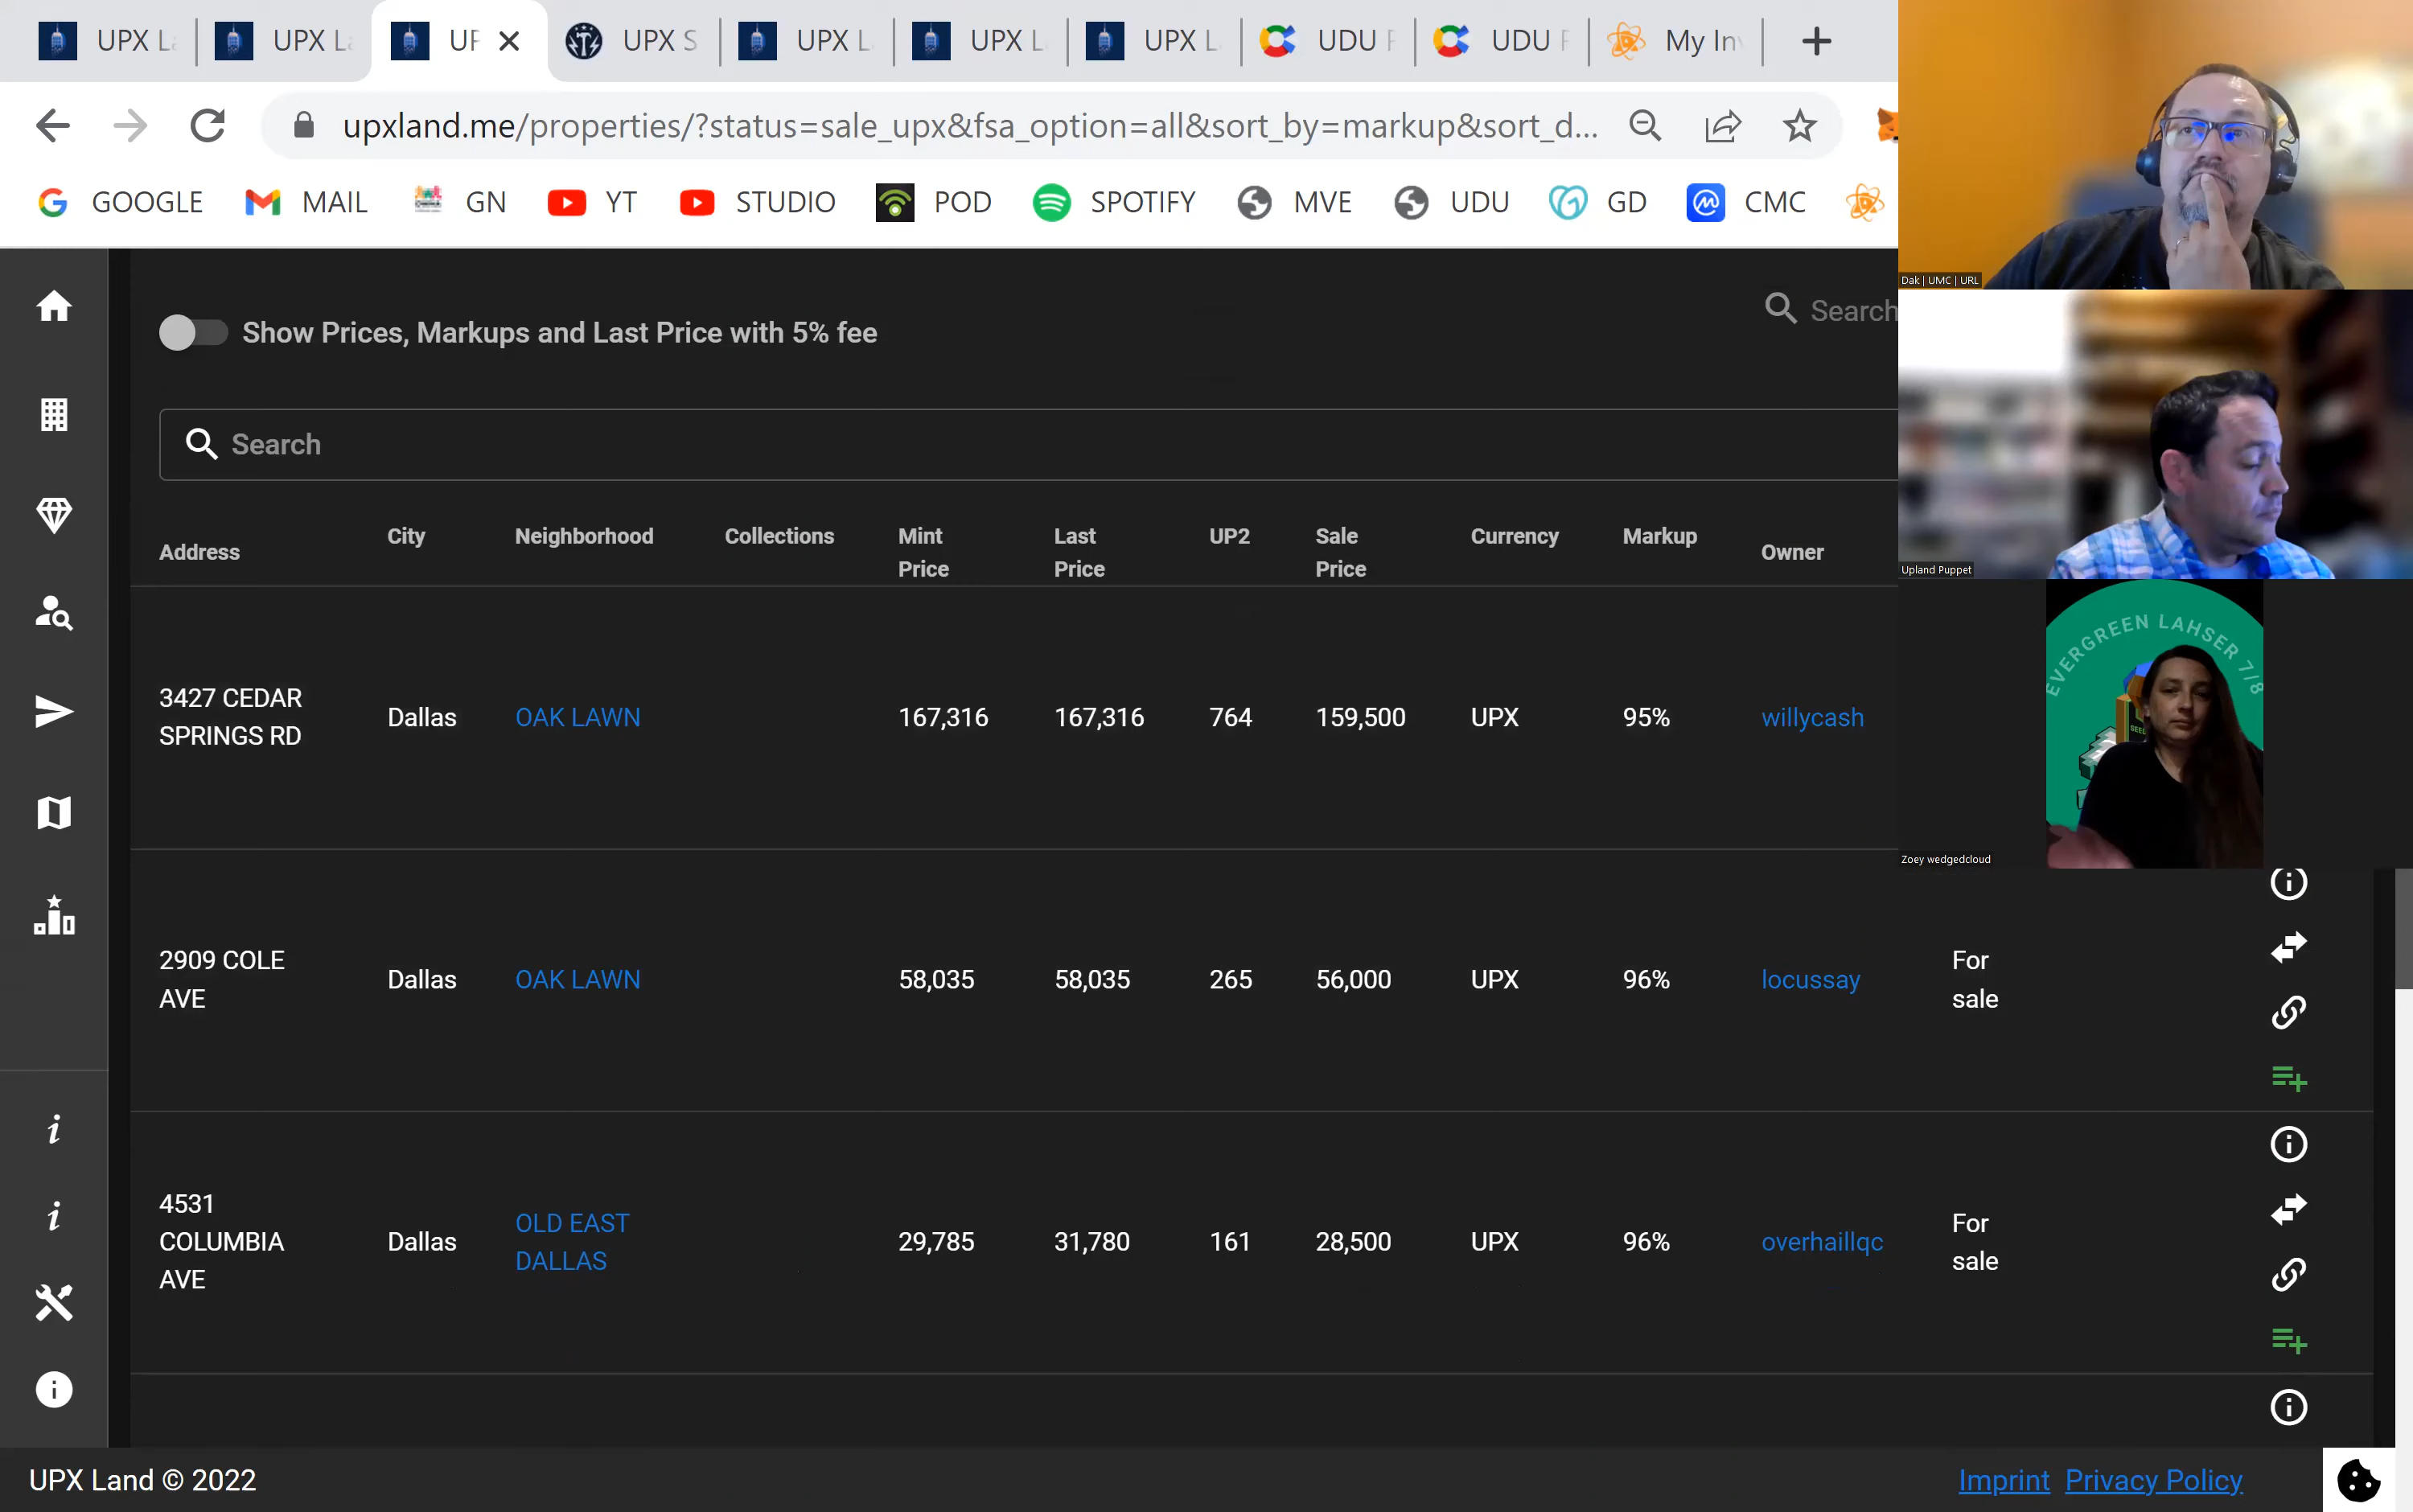 UPX La
UPX La
UP
UPX S
UPX L
UPX L
UPX L
UDU F
UDU F
My In
upxland.me/properties/?status=sale_upx&fsa_option=all&sort_by=markup&sort_d...
GOOGLE
MAIL
GN
YT
STUDIO
POD
SPOTIFY
MVE
UDU
GD
CMC
Show Prices, Markups and Last Price with 5% fee
Search
Search
Address City Neighborhood Collections Mint Price Last Price UP2 Sale Price Currency Markup Owner
3427 CEDAR
SPRINGS RD
Dallas OAK LAWN 167,316 167,316 764 159,500 UPX 95% willycash
2909 COLE
AVE
Dallas OAK LAWN 58,035 58,035 265 56,000 UPX 96% locussay
For
sale
4531
COLUMBIA
AVE
Dallas
OLD EAST
DALLAS
29,785 31,780 161 28,500 UPX 96% overhaillqc
For
sale
Dak | UMC | URL
Upland Puppet
EVERGREEN LAHSER 7/8
Zoey wedgedcloud
UPX Land © 2022
Imprint Privacy Policy